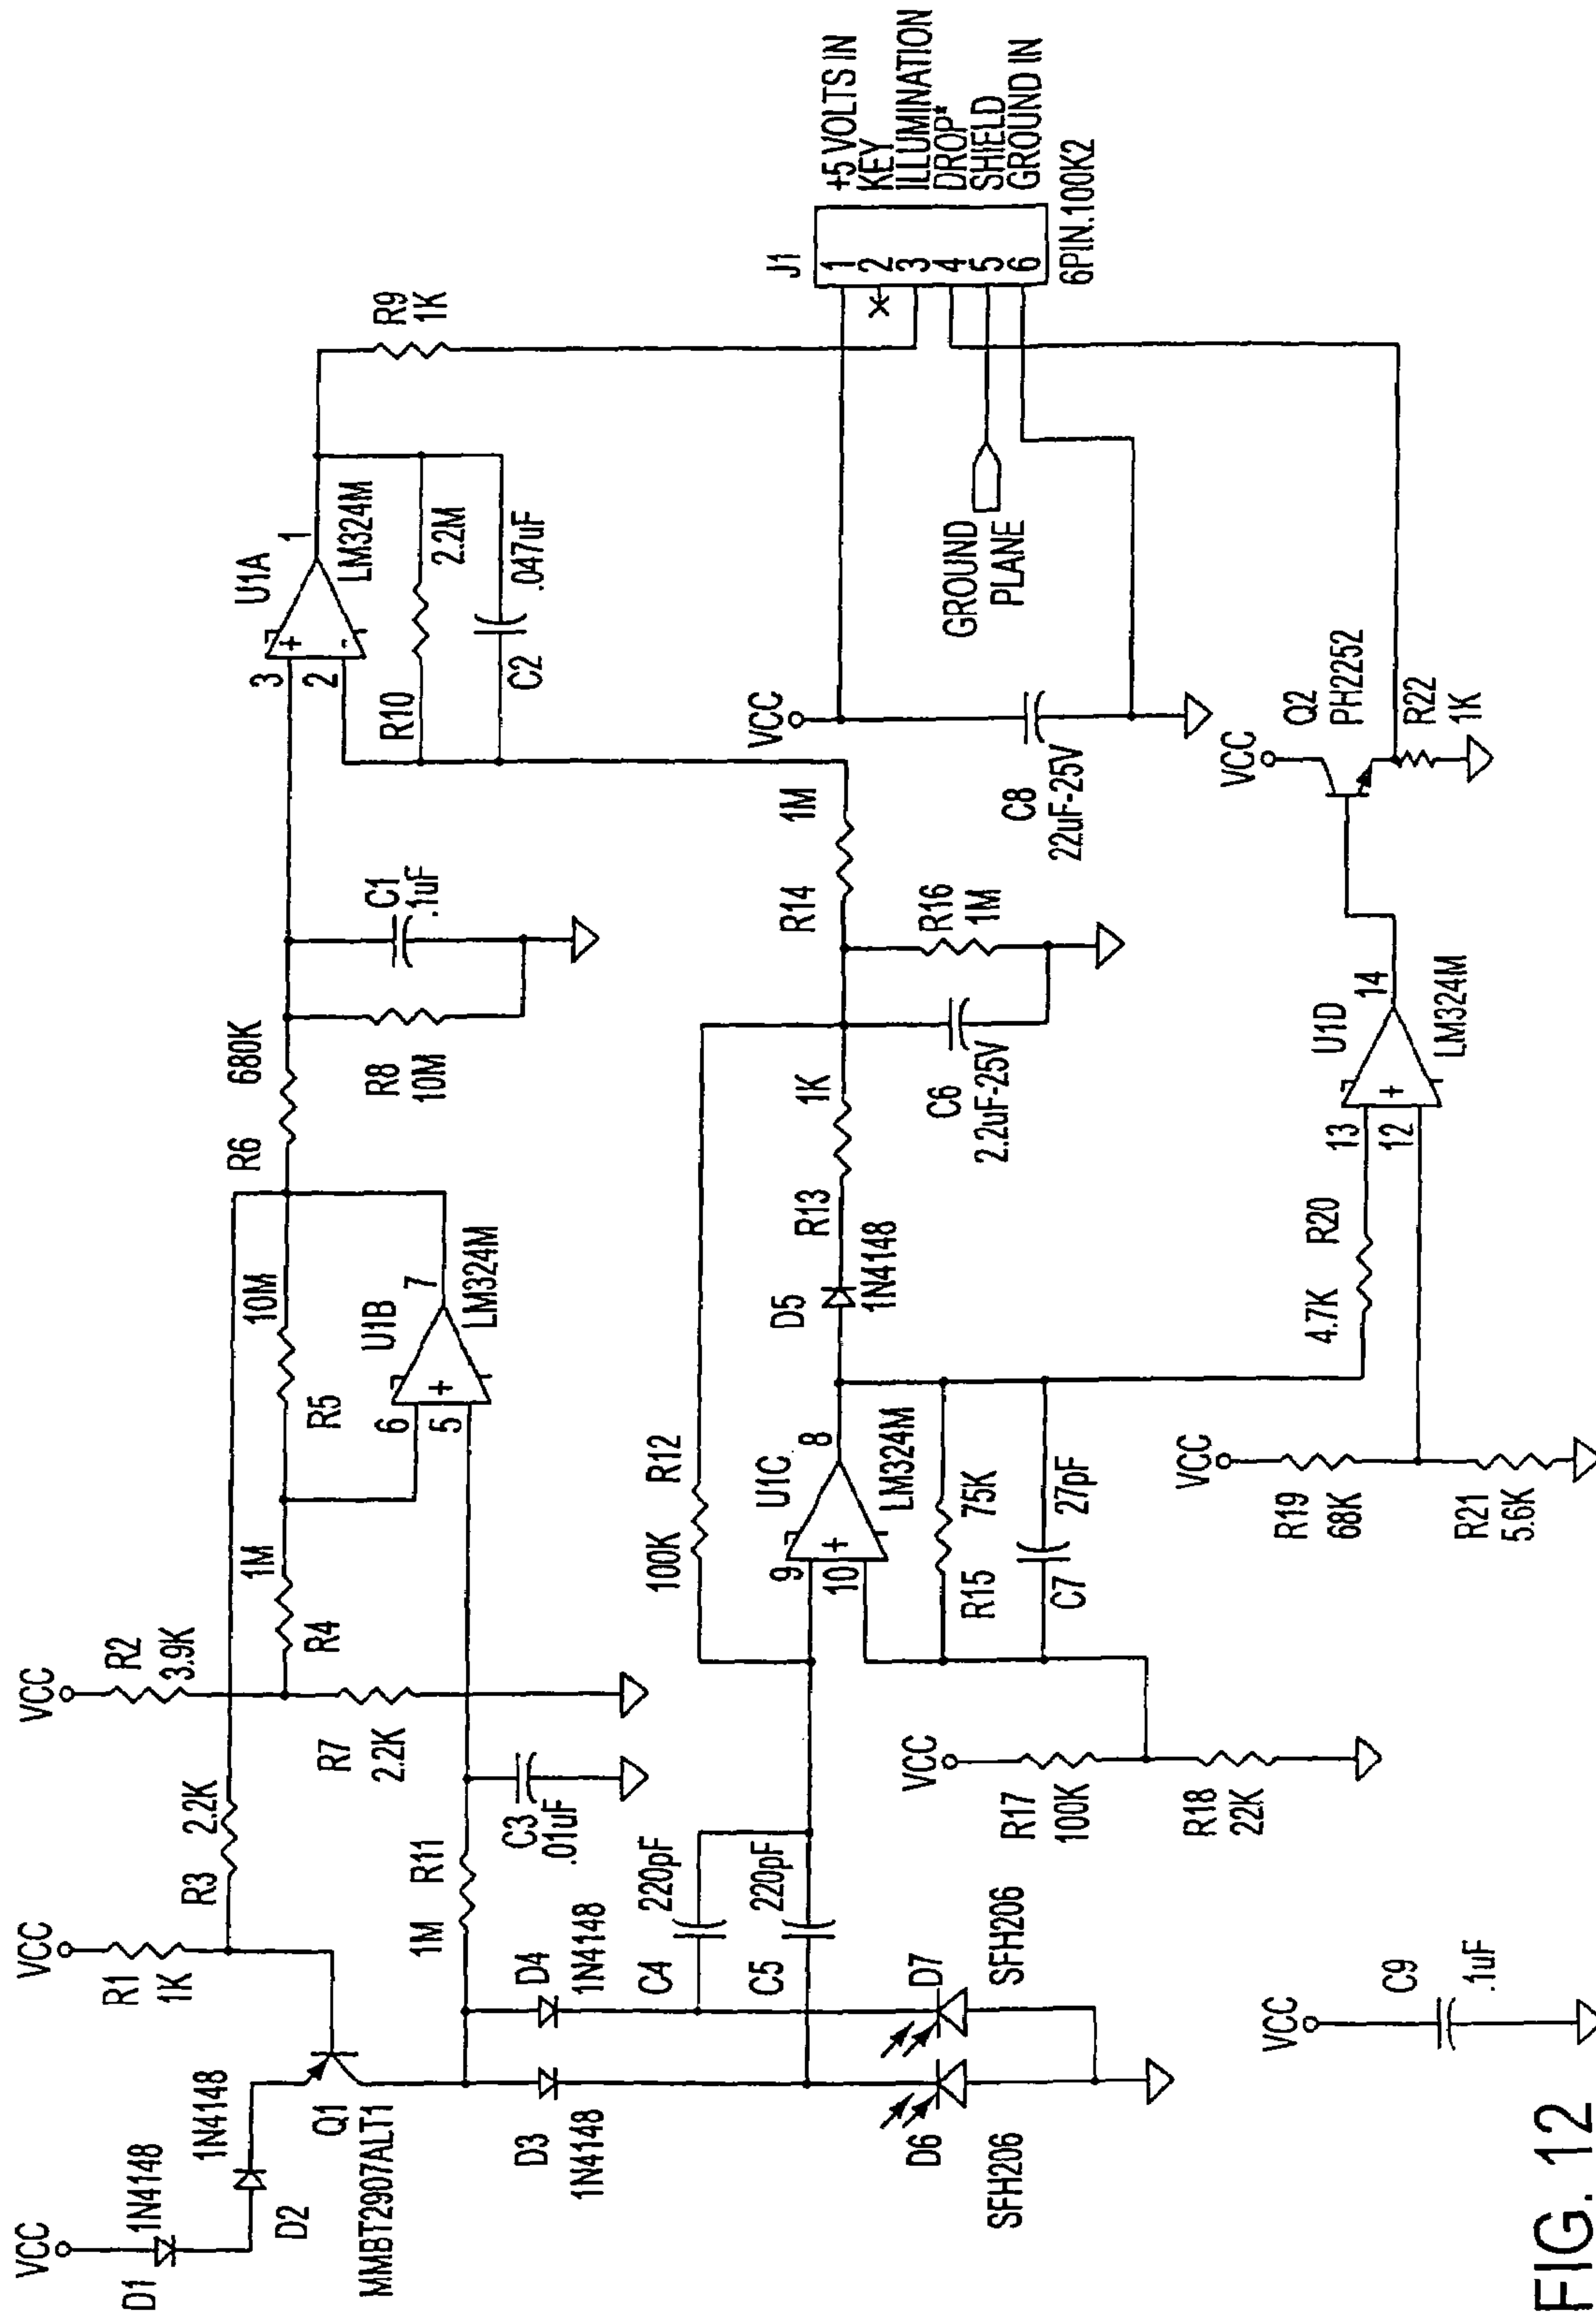 VCC
D1
1N4148
D2
1N4148
VCC
R1
1K
Q1
MMBT2907ALT1
R3
2.2K
VCC
R2
3.9K
R4
1M
R7
2.2K
R5
10M
6
5
U1B
7
LM324M
R6
680K
R8
10M
C1
.1uF
3
2
U1A
1
LM324M
R10
2.2M
C2
.047uF
R9
1K
1M
R11
C3
.01uF
D3
1N4148
D4
1N4148
C4
220pF
C5
220pF
D6
SFH206
D7
SFH206
100K
R12
9
10
U1C
8
LM324M
R15
75K
C7
27pF
VCC
R17
100K
R18
22K
D5
1N4148
R13
1K
C6
2.2uF-25V
R14
1M
R16
1M
VCC
C8
22uF-25V
GROUND
PLANE
J1
1
2
3
4
5
6
+5 VOLTS IN
KEY
ILLUMINATION
DROP*
SHIELD
GROUND IN
6PIN.100K2
VCC
R19
68K
R21
5.6K
4.7K
R20
13
12
U1D
14
LM324M
VCC
Q2
PH2252
R22
1K
VCC
C9
.1uF
+
-
+
+
+
FIG. 12